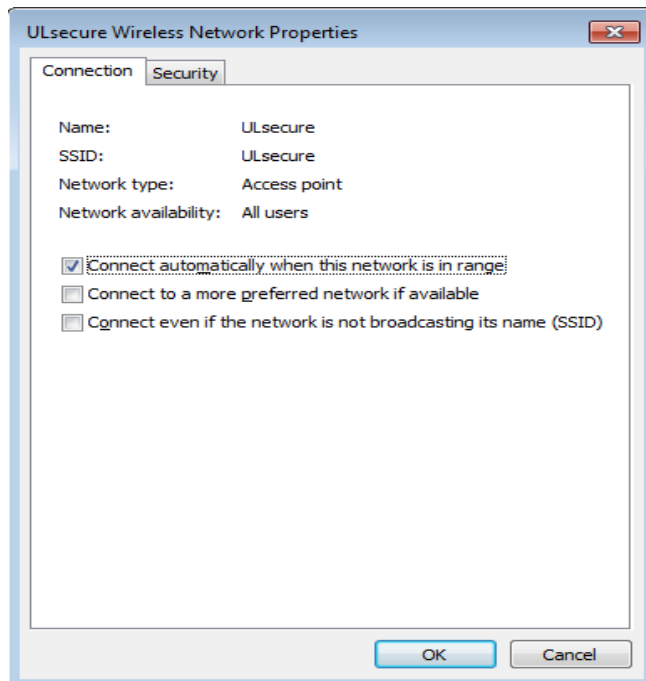 ULsecure Wireless Network Properties
Connection Security
Name: ULsecure
SSID: ULsecure
Network type: Access point
Network availability: All users
Connect automatically when this network is in range
Connect to a more preferred network if available
Connect even if the network is not broadcasting its name (SSID)
OK Cancel